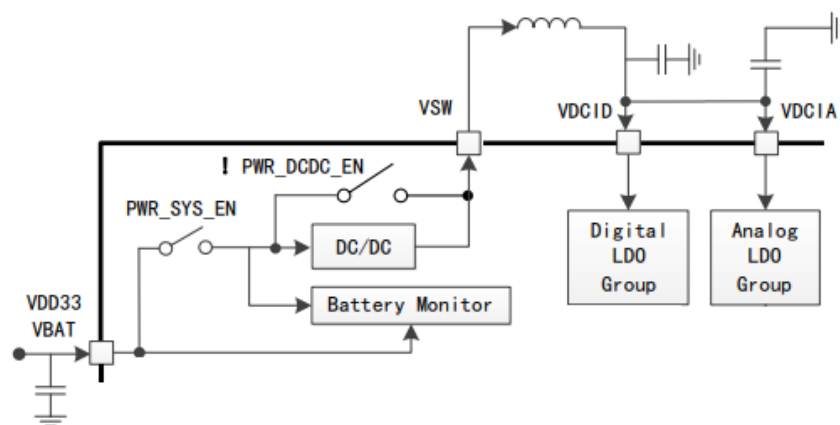 VSW
VDCID
VDCIA
! PWR_DCDC_EN
PWR_SYS_EN
DC/DC
Digital
LDO
Group
Analog
LDO
Group
Battery Monitor
VDD33
VBAT